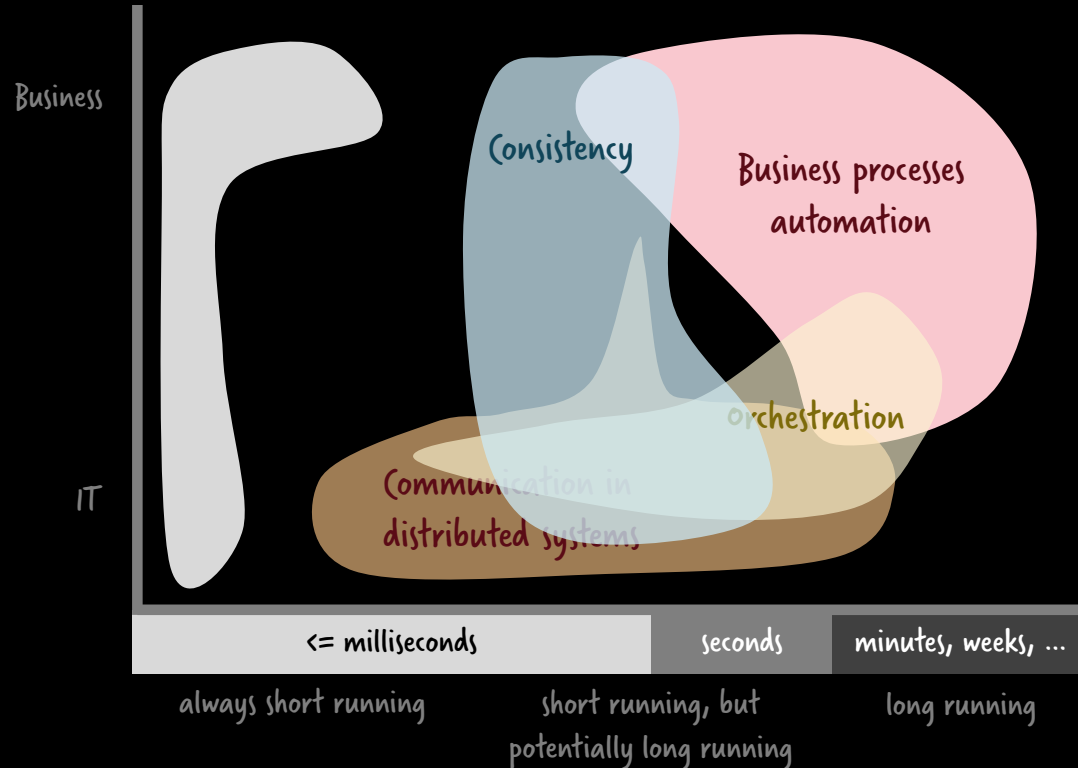 Business
Consistency
Business processes
automation
Orchestration
Communication in
distributed systems
IT
<= milliseconds
seconds
minutes, weeks, ...
always short running
short running, but
potentially long running
long running